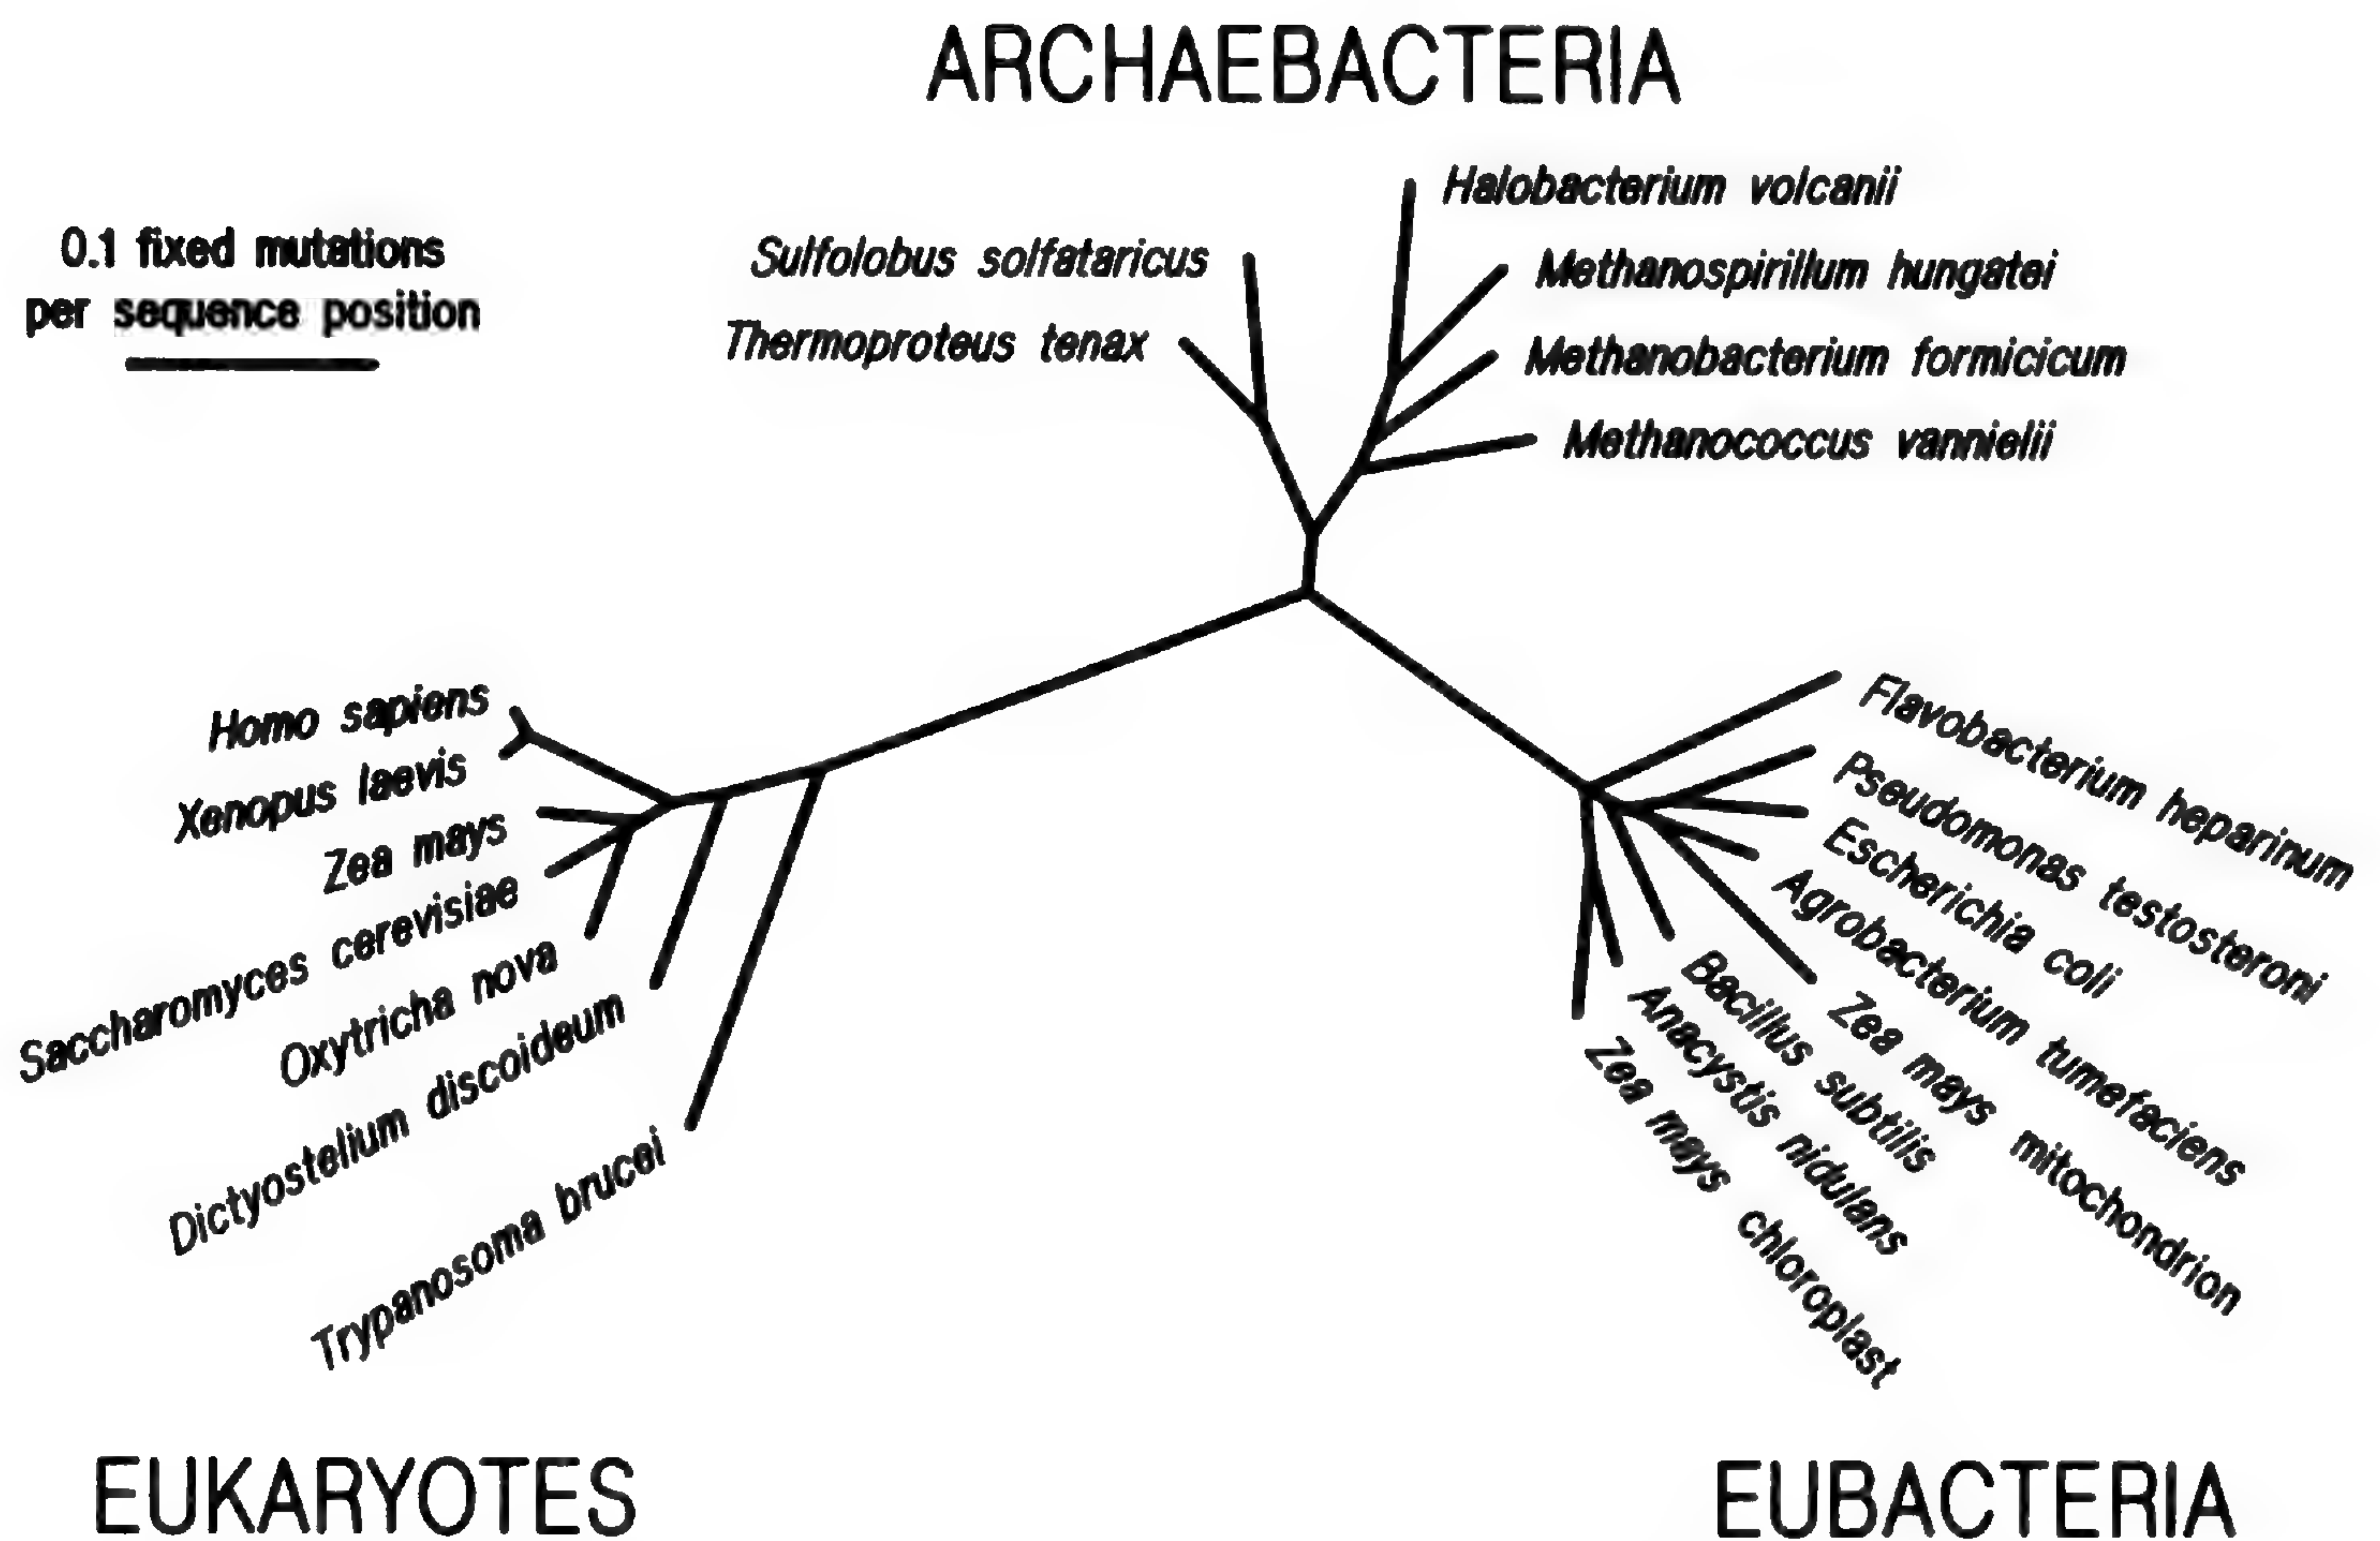 ARCHAEBACTERIA
0.1 fixed mutations
per sequence position
Halobacterium volcanii
Sulfolobus solfataricus
Methanospirillum hungatei
Thermoproteus tenax
Methanobacterium formicicum
Methanococcus vannielii
Homo sapiens
Xenopus laevis
Zea mays
Saccharomyces cerevisiae
Oxytricha nova
Dictyostelium discoideum
Trypanosoma brucei
Flavobacterium heparinum
Pseudomonas testosteroni
Escherichia coli
Agrobacterium tumefaciens
Zea mays mitochondrion
Bacillus subtilis
Anacystis nidulans
Zea mays chloroplast
EUKARYOTES
EUBACTERIA